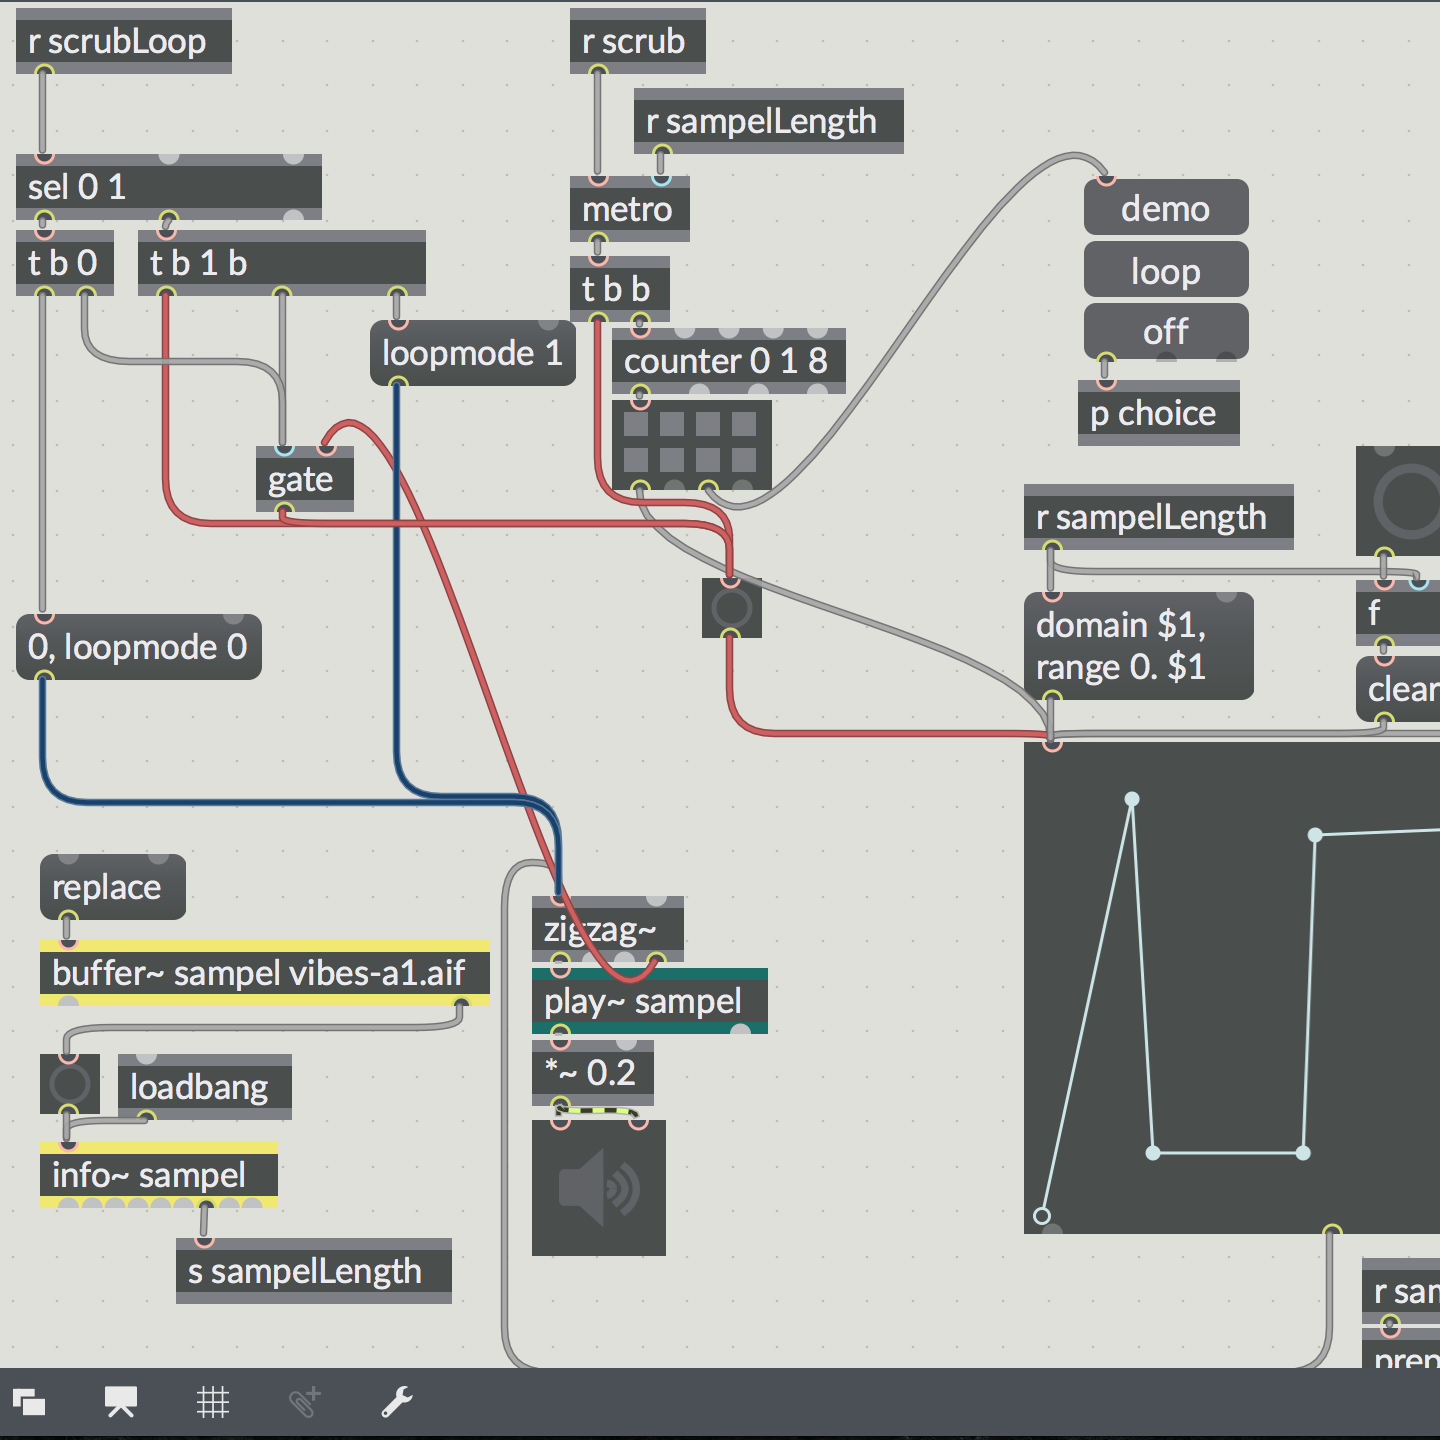 r scrubLoop
r scrub
r sampelLength
sel 0 1
metro
demo
t b 0
t b 1 b
t b b
loop
off
loopmode 1
counter 0 1 8
p choice
gate
r sampelLength
f
0, loopmode 0
domain $1,
range 0. $1
clear
replace
zigzag~
buffer~ sampel vibes-a1.aif
play~ sampel
*~ 0.2
loadbang
info~ sampel
s sampelLength
r sam
prep